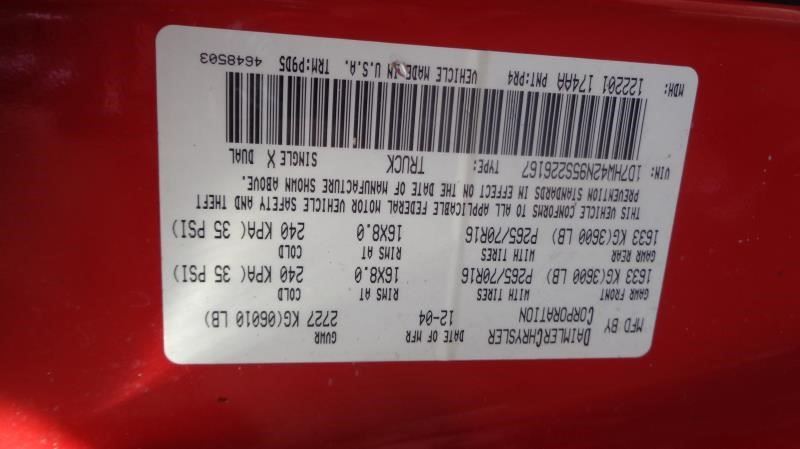 MFD BY DAIMLERCHRYSLER CORPORATION
DATE OF MFR 12-04
GVWR 2727 KG(06010 LB)
GAWR FRONT WITH TIRES RIMS AT COLD
1633 KG(3600 LB) P265/70R16 16X8.0 240 KPA( 35 PSI)
GAWR REAR WITH TIRES RIMS AT COLD
1633 KG(3600 LB) P265/70R16 16X8.0 240 KPA( 35 PSI)
THIS VEHICLE CONFORMS TO ALL APPLICABLE FEDERAL MOTOR VEHICLE SAFETY AND THEFT
PREVENTION STANDARDS IN EFFECT ON THE DATE OF MANUFACTURE SHOWN ABOVE.
VIN: 1D7HW42N95S226167 TYPE: TRUCK SINGLE X DUAL
MDH: 122201 174AA PNT:PR4 VEHICLE MADE IN U.S.A. TRM:P9D5 4648503